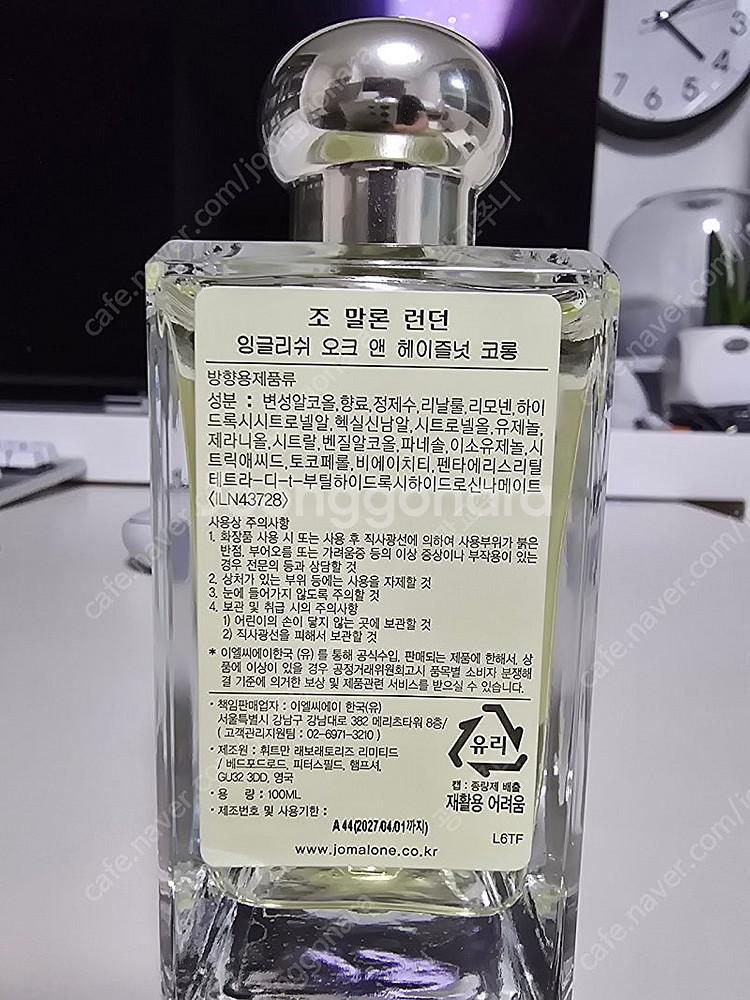 조 말론 런던
잉글리쉬 오크 앤 헤이즐넛 코롱
방향용제품류
성분 : 변성알코올,향료,정제수,리날룰,리모넨,하이
드록시시트로넬알,헥실신남알,시트로넬올,유제놀,
제라니올,시트랄,벤질알코올,파네솔,이소유제놀,시
트릭애씨드,토코페롤,비에이치티,펜타에리스리틸
테트라-디-t-부틸하이드록시하이드로신나메이트
<ILN43728>
사용상 주의사항
1. 화장품 사용 시 또는 사용 후 직사광선에 의하여 사용부위가 붉은
반점, 부어오름 또는 가려움증 등의 이상 증상이나 부작용이 있는
경우 전문의 등과 상담할 것
2. 상처가 있는 부위 등에는 사용을 자제할 것
3. 눈에 들어가지 않도록 주의할 것
4. 보관 및 취급 시의 주의사항
1) 어린이의 손이 닿지 않는 곳에 보관할 것
2) 직사광선을 피해서 보관할 것
* 이엘씨에이한국 (유) 를 통해 공식수입, 판매되는 제품에 한해서, 상
품에 이상이 있을 경우 공정거래위원회고시 품목별 소비자 분쟁해
결 기준에 의거한 보상 및 제품관련 서비스를 받으실 수 있습니다.
· 책임판매업자 : 이엘씨에이 한국(유)
서울특별시 강남구 강남대로 382 메리츠타워 8층/
( 고객관리지원팀 : 02-6971-3210 )
· 제조원 : 휘트만 래보래토리즈 리미티드
/ 베드포드로드, 피터스필드, 햄프셔,
GU32 3DD, 영국
· 용 량 : 100ML
· 제조번호 및 사용기한 :
A44(2027.04.01까지)
www.jomalone.co.kr
유리
캡 : 종량제 배출
재활용 어려움
L6TF
3
4
5
6
7
joonggonara
cafe.naver.com/joonggonara
cafe.naver.com